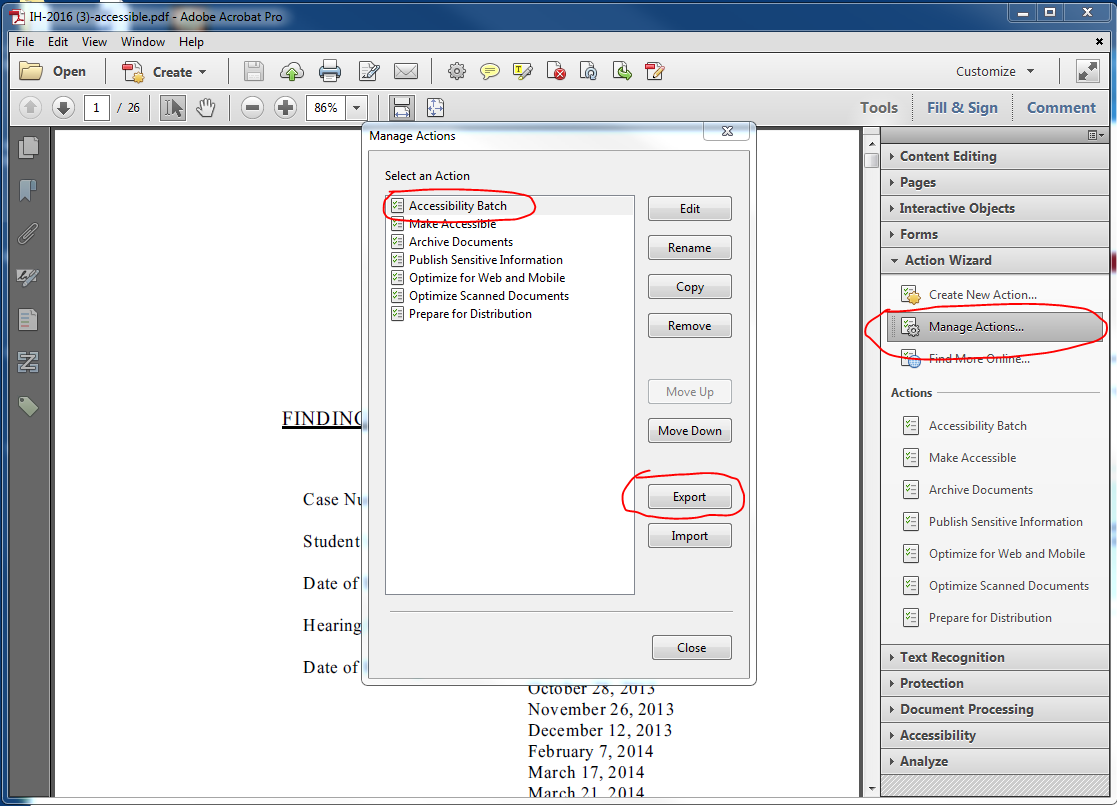 IH-2016 (3)-accessible.pdf - Adobe Acrobat Pro
File Edit View Window Help
Open Create Customize
1 / 26 86% Tools Fill & Sign Comment
Manage Actions
Select an Action
Accessibility Batch
Make Accessible
Archive Documents
Publish Sensitive Information
Optimize for Web and Mobile
Optimize Scanned Documents
Prepare for Distribution
Edit
Rename
Copy
Remove
Move Up
Move Down
Export
Import
Close
FINDING
Case Nu
Student
Date of
Hearing
Date of
October 28, 2013
November 26, 2013
December 12, 2013
February 7, 2014
March 17, 2014
March 21, 2014
Content Editing
Pages
Interactive Objects
Forms
Action Wizard
Create New Action...
Manage Actions...
Find More Online...
Actions
Accessibility Batch
Make Accessible
Archive Documents
Publish Sensitive Information
Optimize for Web and Mobile
Optimize Scanned Documents
Prepare for Distribution
Text Recognition
Protection
Document Processing
Accessibility
Analyze